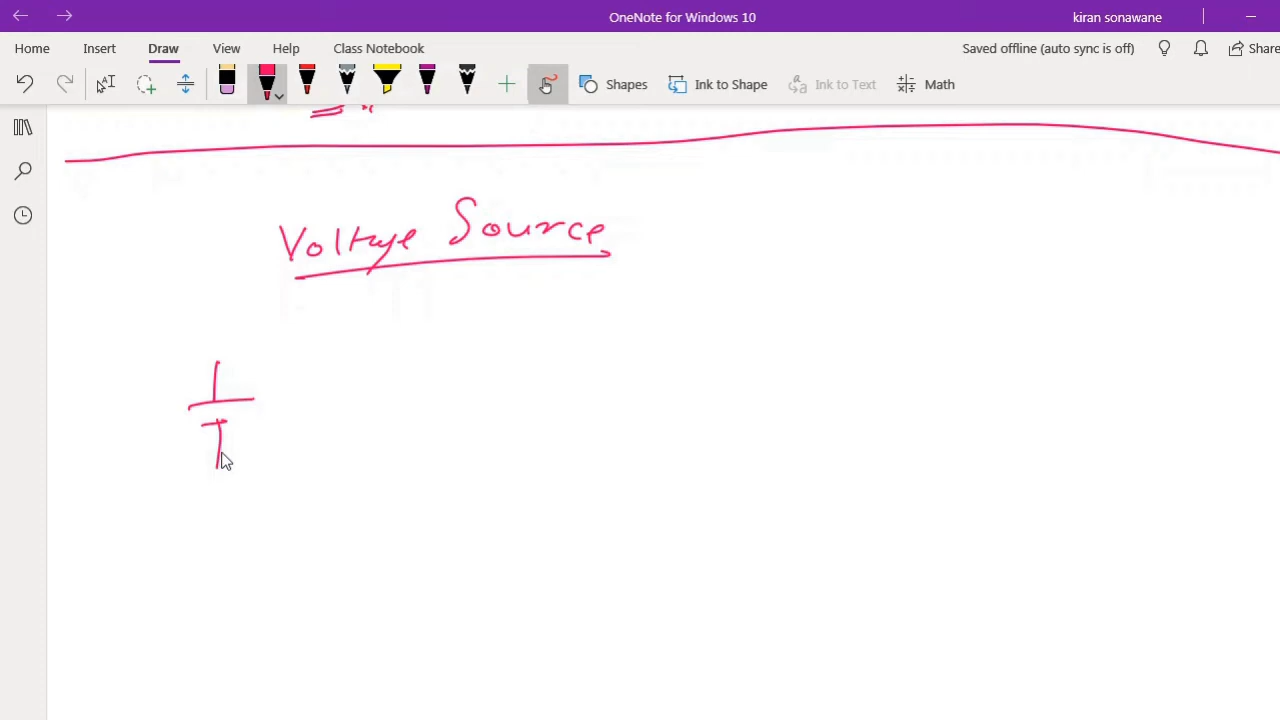 OneNote for Windows 10
kiran sonawane
Home Insert Draw View Help Class Notebook
Saved offline (auto sync is off) Share
Shapes Ink to Shape Ink to Text Math
Voltage Source